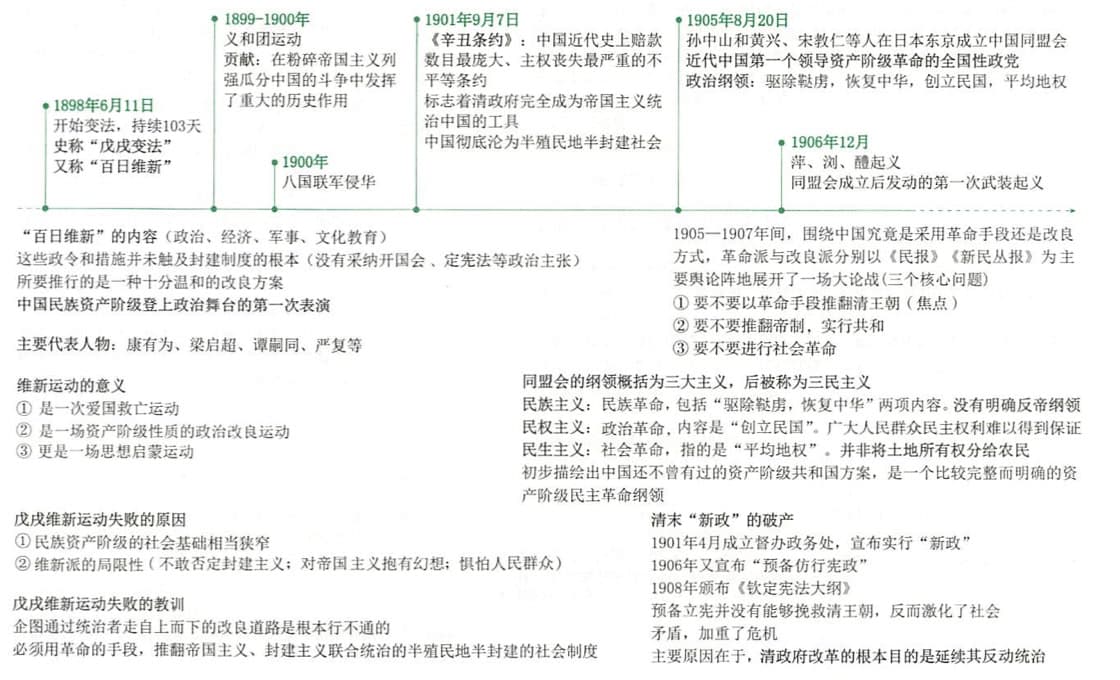 1898年6月11日
开始变法，持续103天
史称“戊戌变法”
又称“百日维新”
1899-1900年
义和团运动
贡献：在粉碎帝国主义列
强瓜分中国的斗争中发挥
了重大的历史作用
1900年
八国联军侵华
1901年9月7日
《辛丑条约》：中国近代史上赔款
数目最庞大、主权丧失最严重的不
平等条约
标志着清政府完全成为帝国主义统
治中国的工具
中国彻底沦为半殖民地半封建社会
1905年8月20日
孙中山和黄兴、宋教仁等人在日本东京成立中国同盟会
近代中国第一个领导资产阶级革命的全国性政党
政治纲领：驱除鞑虏，恢复中华，创立民国，平均地权
1906年12月
萍、浏、醴起义
同盟会成立后发动的第一次武装起义
“百日维新”的内容（政治、经济、军事、文化教育）
这些政令和措施并未触及封建制度的根本（没有采纳开国会、定宪法等政治主张）
所要推行的是一种十分温和的改良方案
中国民族资产阶级登上政治舞台的第一次表演
主要代表人物：康有为、梁启超、谭嗣同、严复等
维新运动的意义
① 是一次爱国救亡运动
② 是一场资产阶级性质的政治改良运动
③ 更是一场思想启蒙运动
戊戌维新运动失败的原因
①民族资产阶级的社会基础相当狭窄
②维新派的局限性（不敢否定封建主义；对帝国主义抱有幻想；惧怕人民群众）
戊戌维新运动失败的教训
企图通过统治者走自上而下的改良道路是根本行不通的
必须用革命的手段，推翻帝国主义、封建主义联合统治的半殖民地半封建的社会制度
1905—1907年间，围绕中国究竟是采用革命手段还是改良
方式，革命派与改良派分别以《民报》《新民丛报》为主
要舆论阵地展开了一场大论战(三个核心问题)
① 要不要以革命手段推翻清王朝（焦点）
② 要不要推翻帝制，实行共和
③ 要不要进行社会革命
同盟会的纲领概括为三大主义，后被称为三民主义
民族主义：民族革命，包括“驱除鞑虏，恢复中华”两项内容。没有明确反帝纲领
民权主义：政治革命，内容是“创立民国”。广大人民群众民主权利难以得到保证
民生主义：社会革命，指的是“平均地权”。并非将土地所有权分给农民
初步描绘出中国还不曾有过的资产阶级共和国方案，是一个比较完整而明确的资
产阶级民主革命纲领
清末“新政”的破产
1901年4月成立督办政务处，宣布实行“新政”
1906年又宣布“预备仿行宪政”
1908年颁布《钦定宪法大纲》
预备立宪并没有能够挽救清王朝，反而激化了社会
矛盾，加重了危机
主要原因在于，清政府改革的根本目的是延续其反动统治